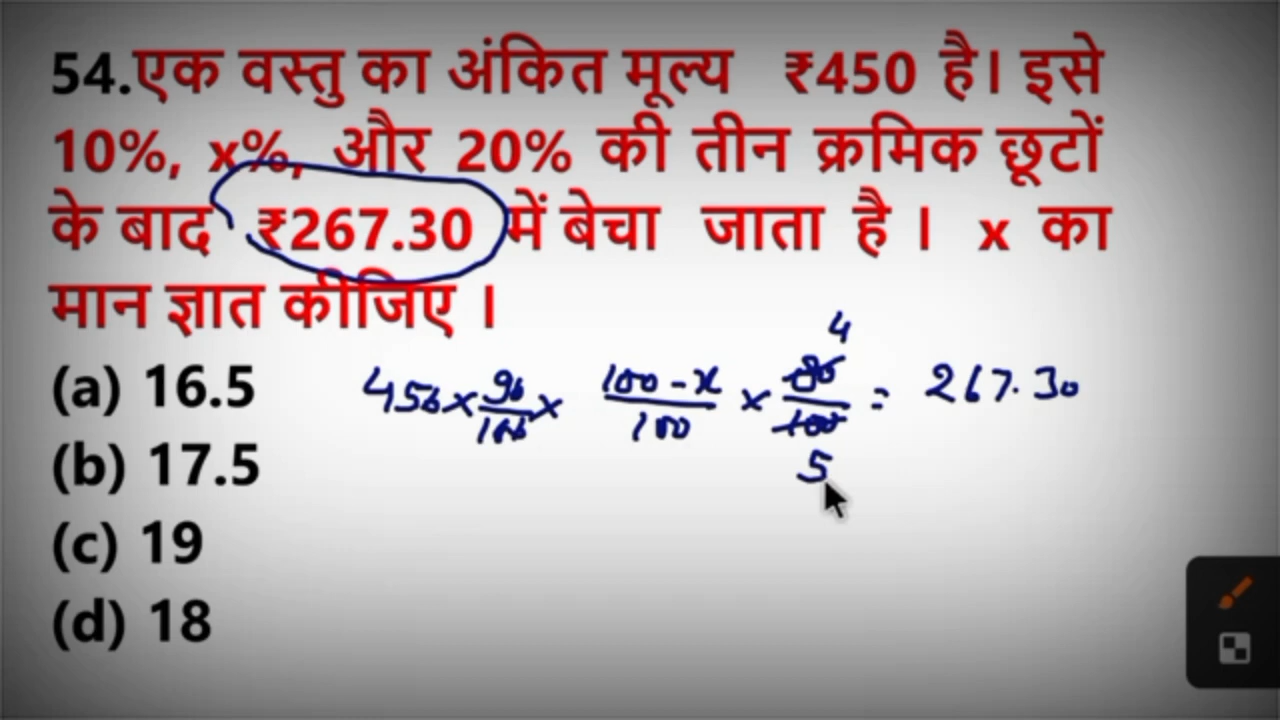 54.एक वस्तु का अंकित मूल्य ₹450 है। इसे
10%, x%, और 20% की तीन क्रमिक छूटों
के बाद ₹267.30 में बेचा जाता है । x का
मान ज्ञात कीजिए ।
(a) 16.5
(b) 17.5
(c) 19
(d) 18
450 × 90/100 × 100-x/100 × 80/100 = 267.30
4
5